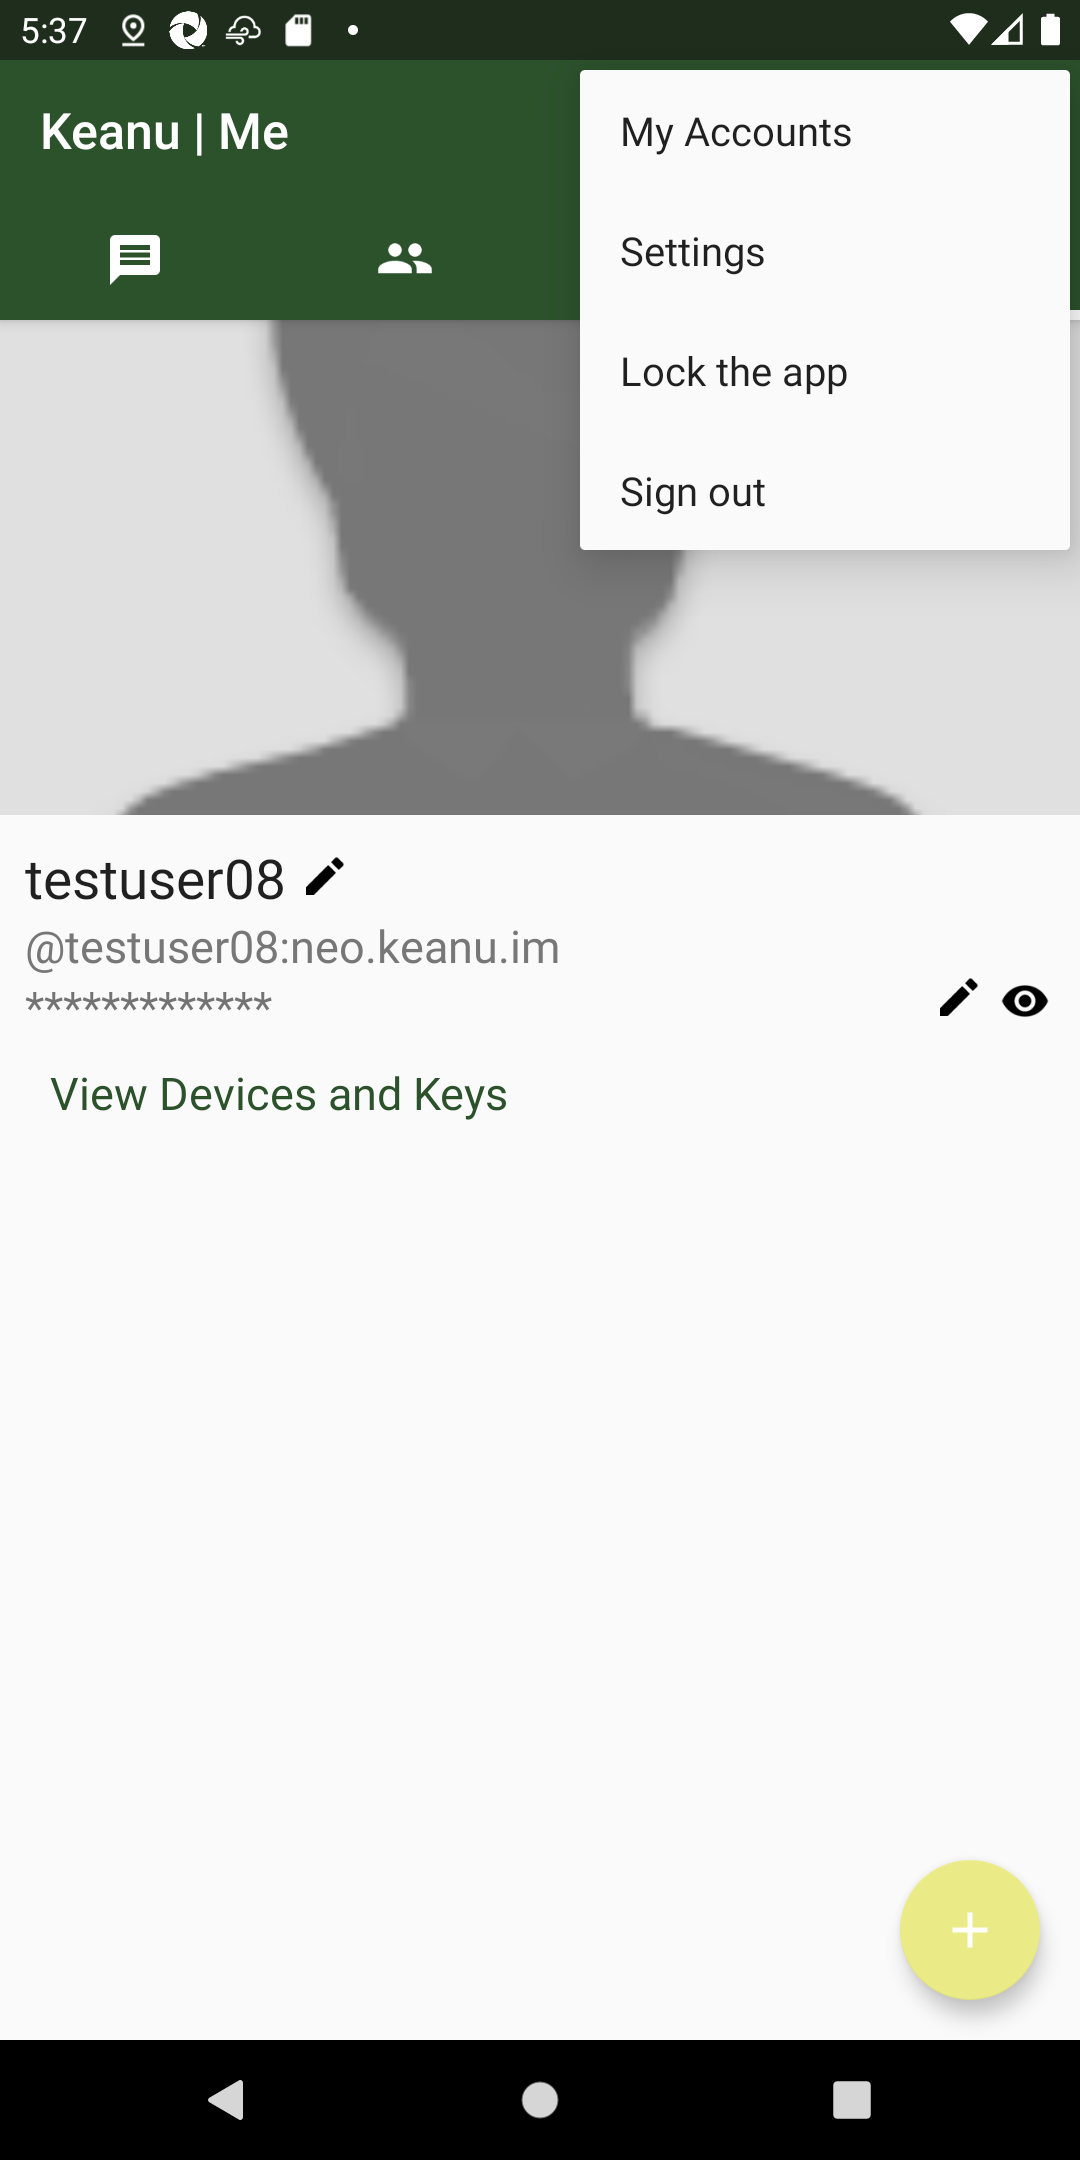 5:37
Keanu | Me
My Accounts
Settings
Lock the app
Sign out
testuser08
@testuser08:neo.keanu.im
*************
View Devices and Keys